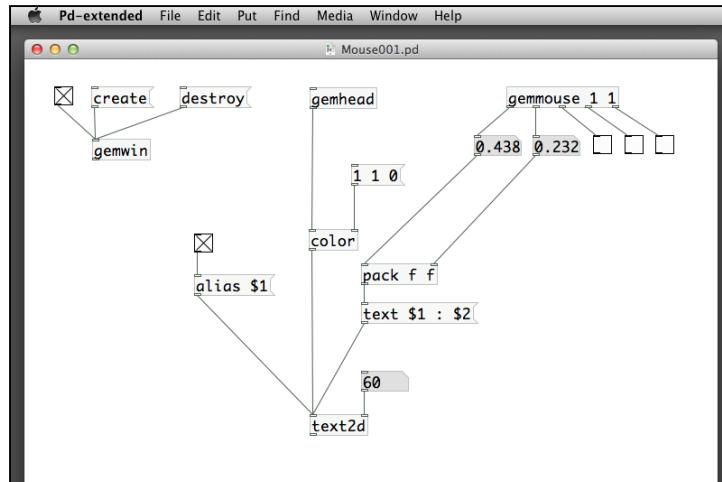 Pd-extended File Edit Put Find Media Window Help
Mouse001.pd
create destroy gemhead gemmouse 1 1
gemwin 0.438 0.232
1 1 0
color
alias $1 pack f f
text $1 : $2
60
text2d